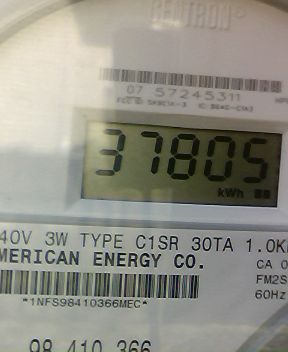 CENTRON®
07 57245311
37805
kWh
40V 3W TYPE C1SR 30TA 1.0K
MERICAN ENERGY CO.
CA 0
FM2S
60Hz
*1NFS98410366MEC*
98 410 366